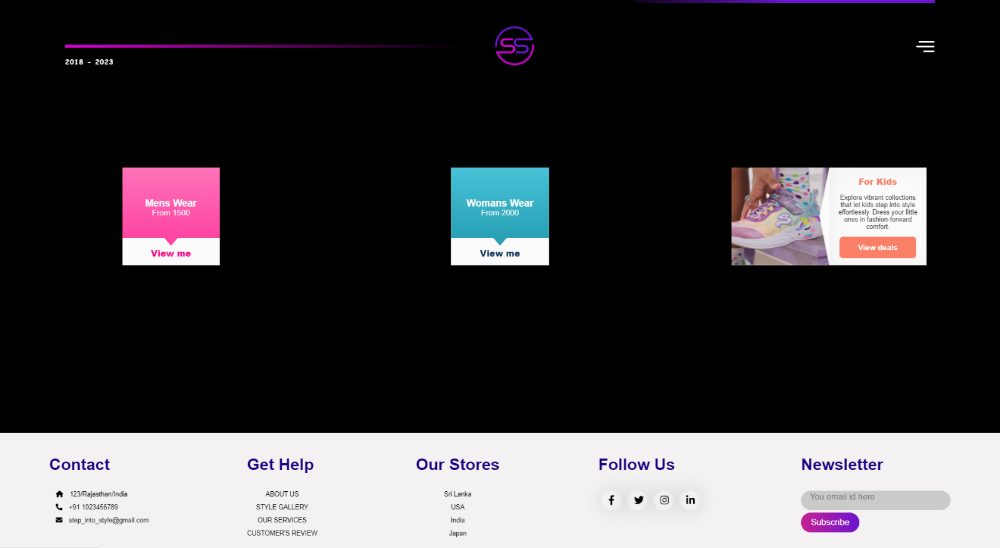 SS
2018 - 2023
Mens Wear
From 1500
View me
Womans Wear
From 2000
View me
For Kids
Explore vibrant collections
that let kids step into style
effortlessly. Dress your little
ones in fashion-forward
comfort.
View deals
Contact
123/Rajasthan/India
+91 1023456789
step_into_style@gmail.com
Get Help
ABOUT US
STYLE GALLERY
OUR SERVICES
CUSTOMER'S REVIEW
Our Stores
Sri Lanka
USA
India
Japan
Follow Us
Newsletter
You email id here
Subscribe